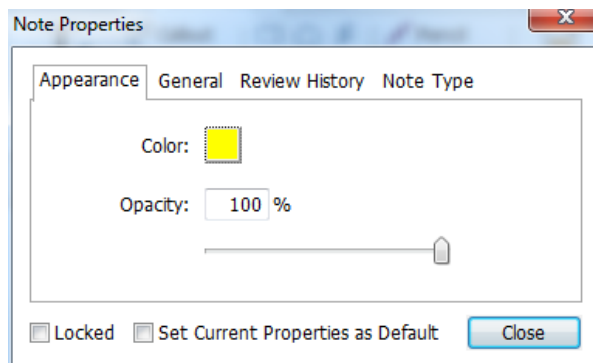 Note Properties
Appearance General Review History Note Type
Color:
Opacity: 100 %
Locked Set Current Properties as Default Close